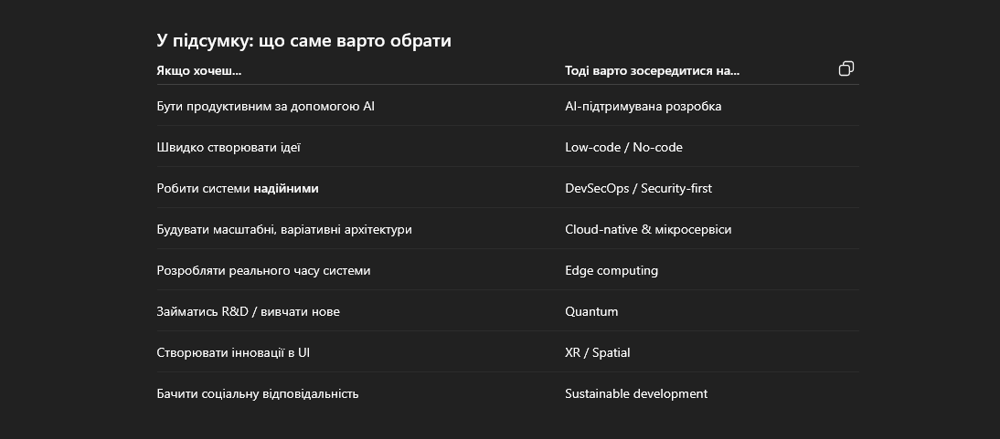 У підсумку: що саме варто обрати
Якщо хочеш... Тоді варто зосередитися на...
Бути продуктивним за допомогою AI AI-підтримувана розробка
Швидко створювати ідеї Low-code / No-code
Робити системи надійними DevSecOps / Security-first
Будувати масштабні, варіативні архітектури Cloud-native & мікросервіси
Розробляти реального часу системи Edge computing
Займатись R&D / вивчати нове Quantum
Створювати інновації в UI XR / Spatial
Бачити соціальну відповідальність Sustainable development